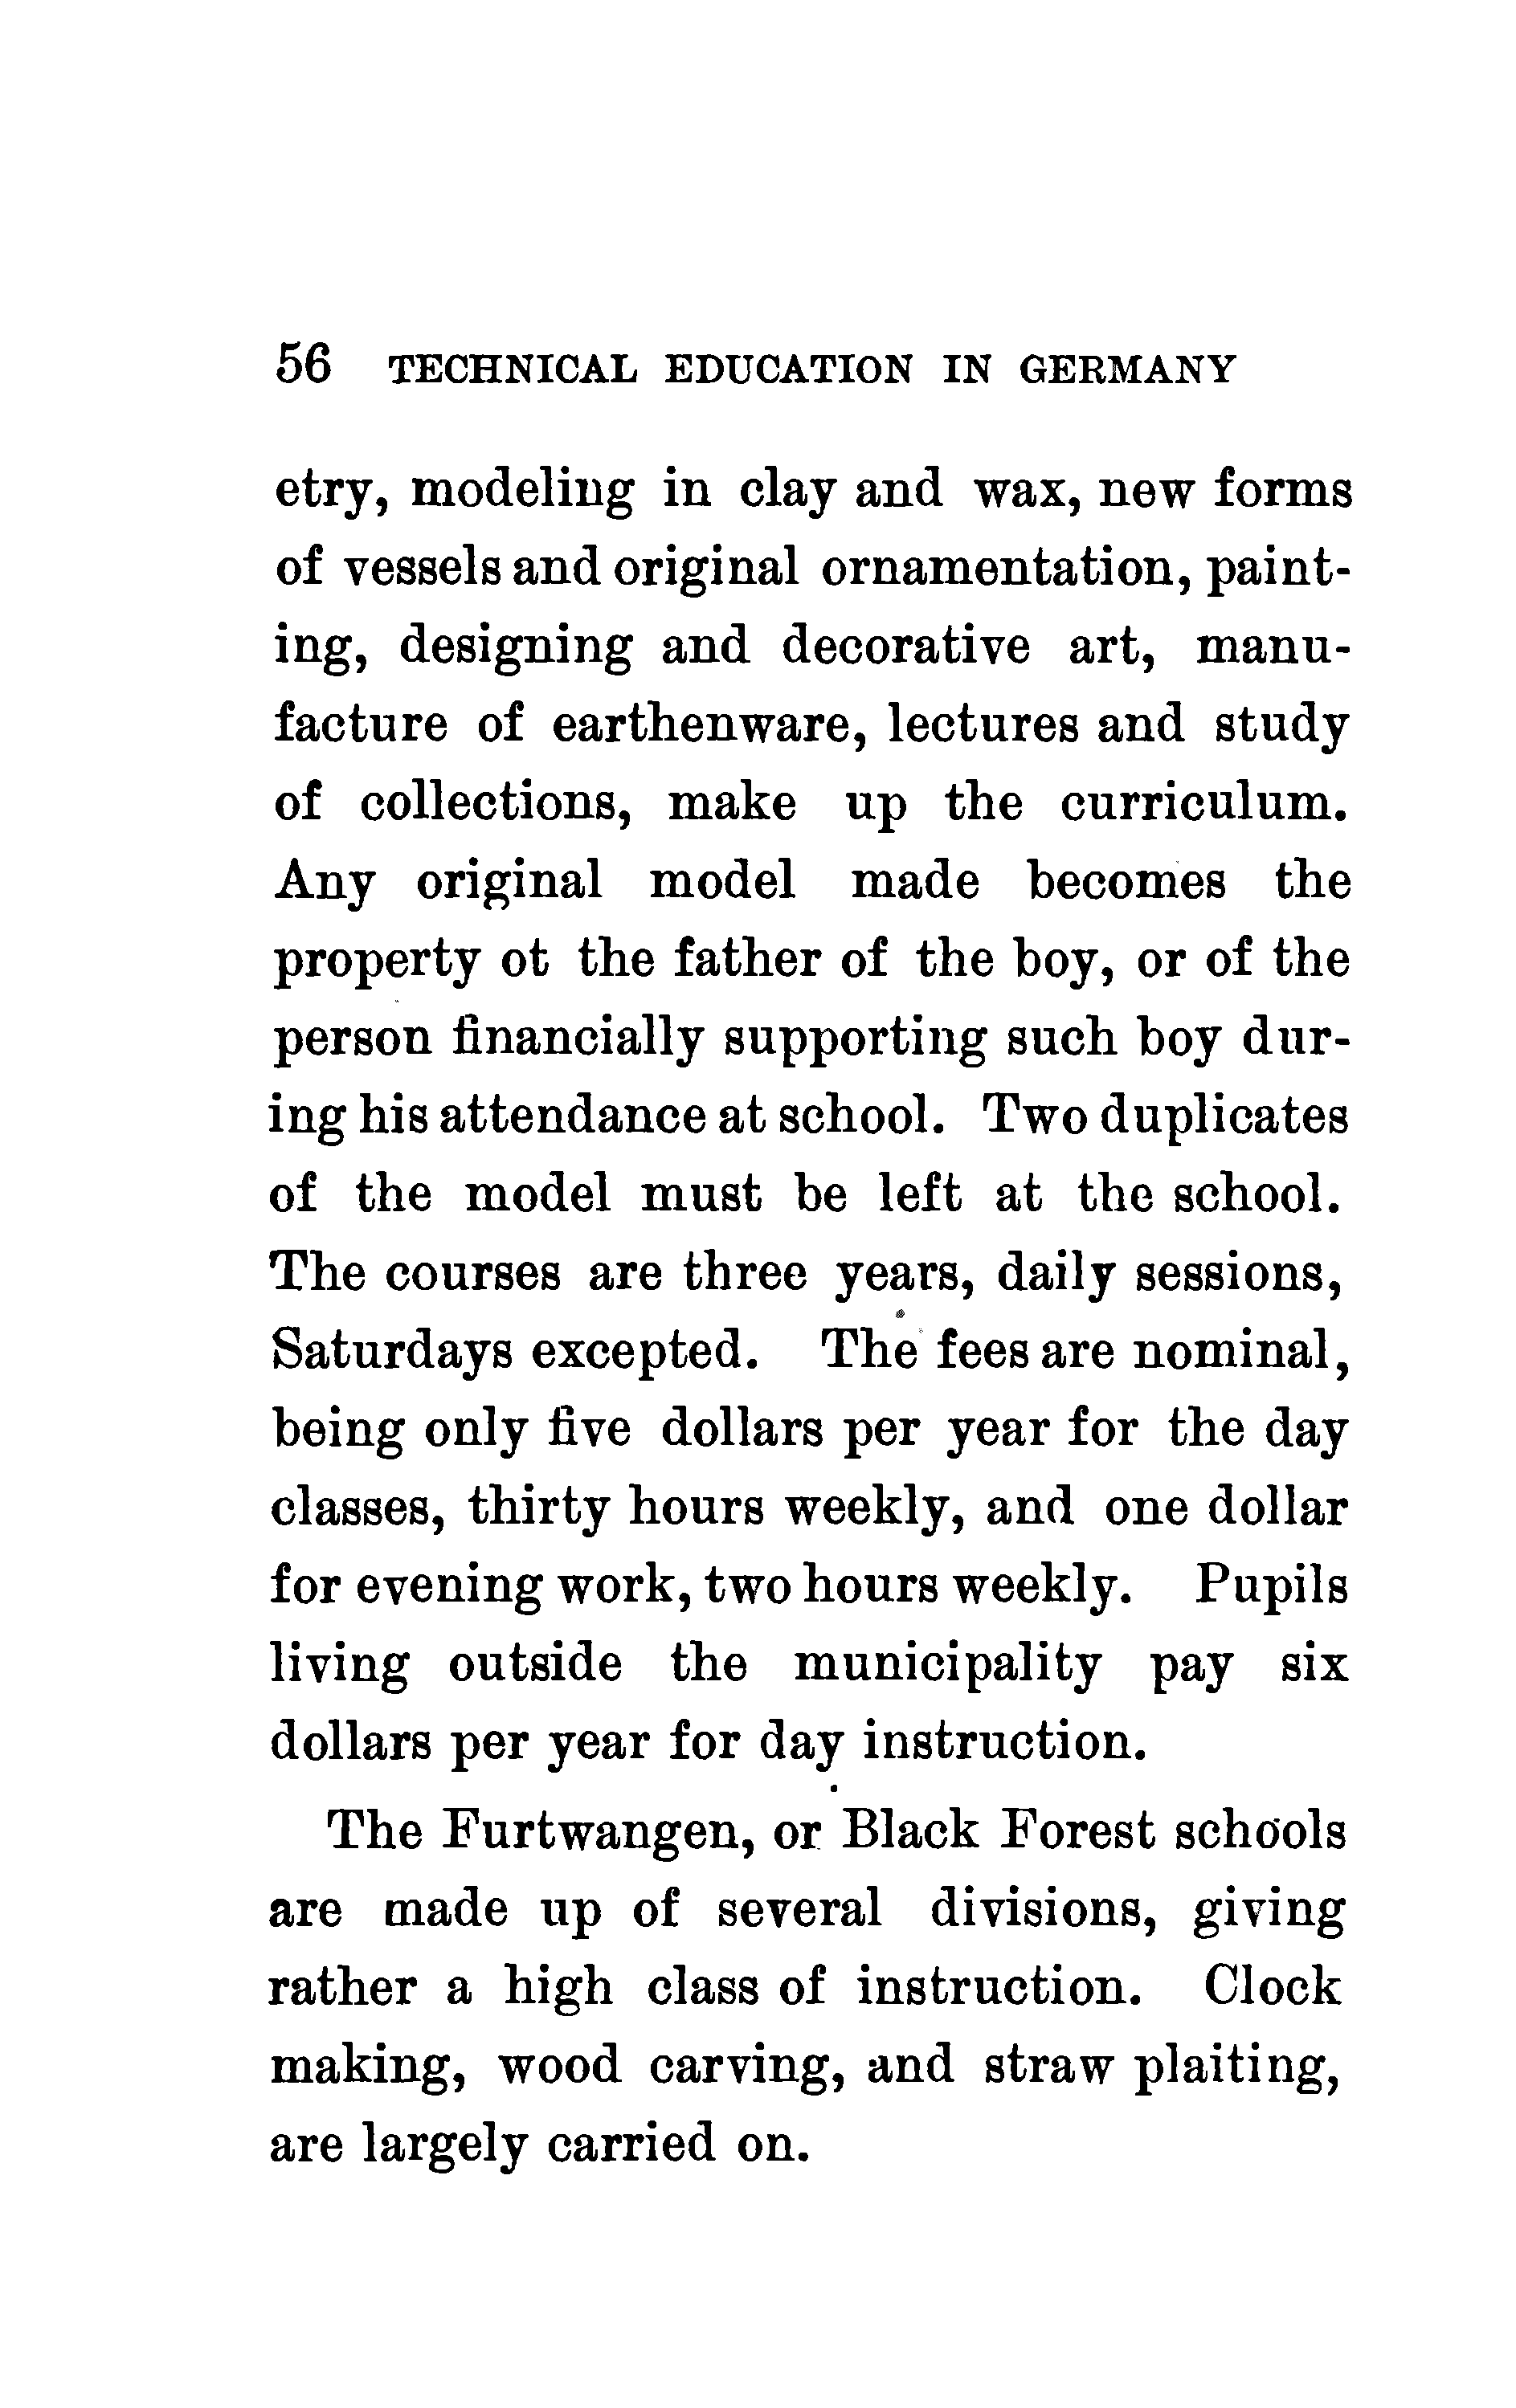 56 TECHNICAL EDUCATION IN GERMANY
etry, modeling in clay and wax, new forms
of vessels and original ornamentation, paint-
ing, designing and decorative art, manu-
facture of earthenware, lectures and study
of collections, make up the curriculum.
Any original model made becomes the
property ot the father of the boy, or of the
person financially supporting such boy dur-
ing his attendance at school. Two duplicates
of the model must be left at the school.
The courses are three years, daily sessions,
Saturdays excepted. The fees are nominal,
being only five dollars per year for the day
classes, thirty hours weekly, and one dollar
for evening work, two hours weekly. Pupils
living outside the municipality pay six
dollars per year for day instruction.
The Furtwangen, or Black Forest schools
are made up of several divisions, giving
rather a high class of instruction. Clock
making, wood carving, and straw plaiting,
are largely carried on.